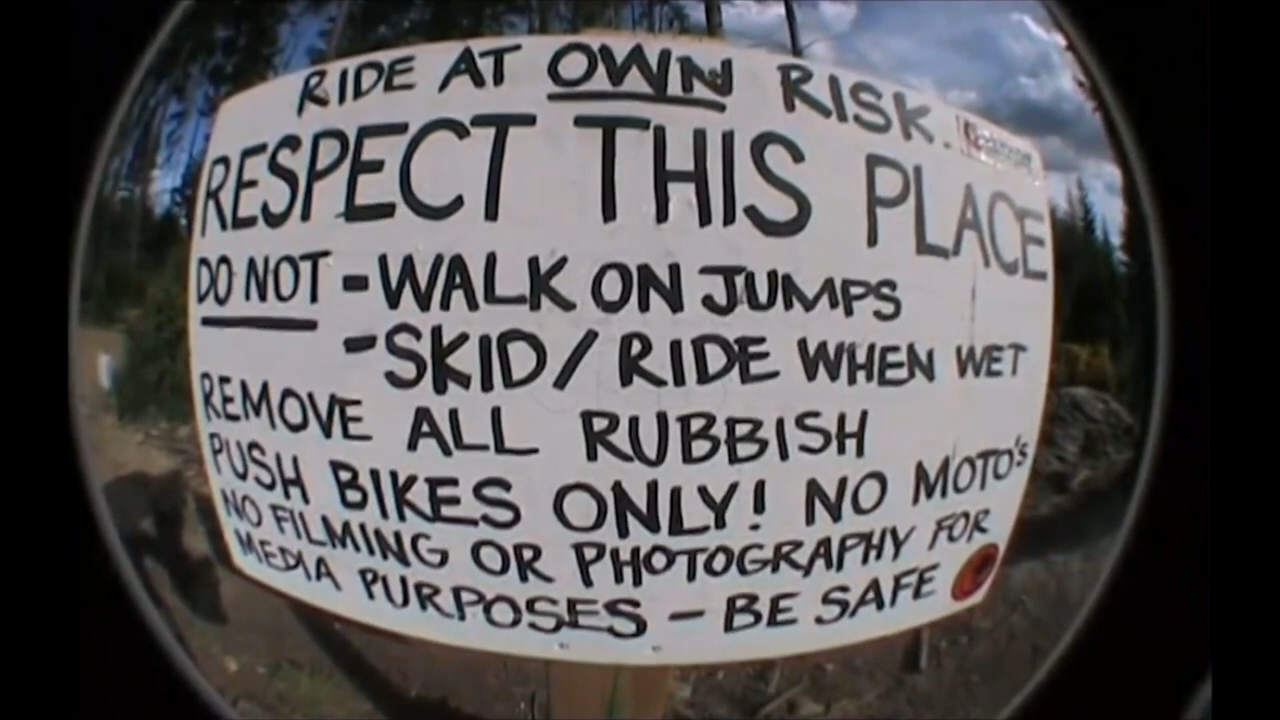 RIDE AT OWN RISK.
RESPECT THIS PLACE
DO NOT - WALK ON JUMPS
- SKID/RIDE WHEN WET
REMOVE ALL RUBBISH
PUSH BIKES ONLY! NO MOTO's
NO FILMING OR PHOTOGRAPHY FOR
MEDIA PURPOSES - BE SAFE